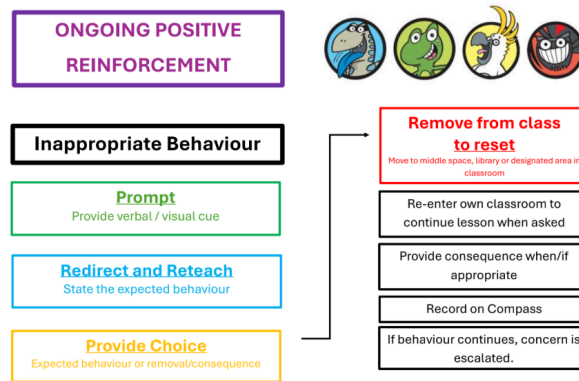 ONGOING POSITIVE
REINFORCEMENT
Inappropriate Behaviour
Prompt
Provide verbal / visual cue
Redirect and Reteach
State the expected behaviour
Provide Choice
Expected behaviour or removal/consequence
Remove from class
to reset
Move to middle space, library or designated area in
classroom
Re-enter own classroom to
continue lesson when asked
Provide consequence when/if
appropriate
Record on Compass
If behaviour continues, concern is
escalated.